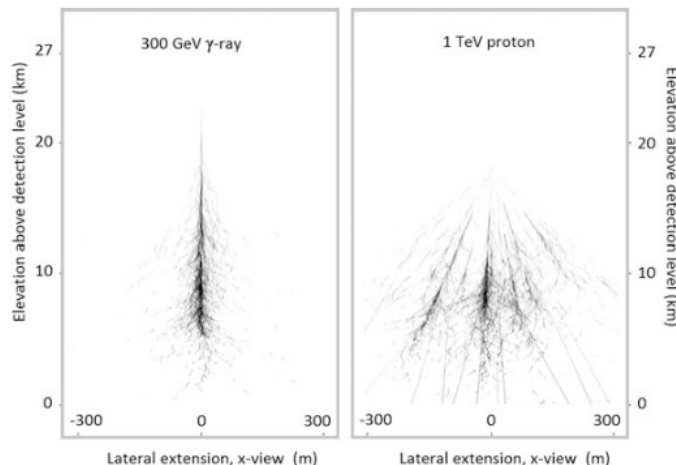 300 GeV γ-ray
1 TeV proton
27
20
10
0
Elevation above detection level (km)
-300
0
300
Lateral extension, x-view (m)
27
20
10
0
Elevation above detection level (km)
-300
0
300
Lateral extension, x-view (m)